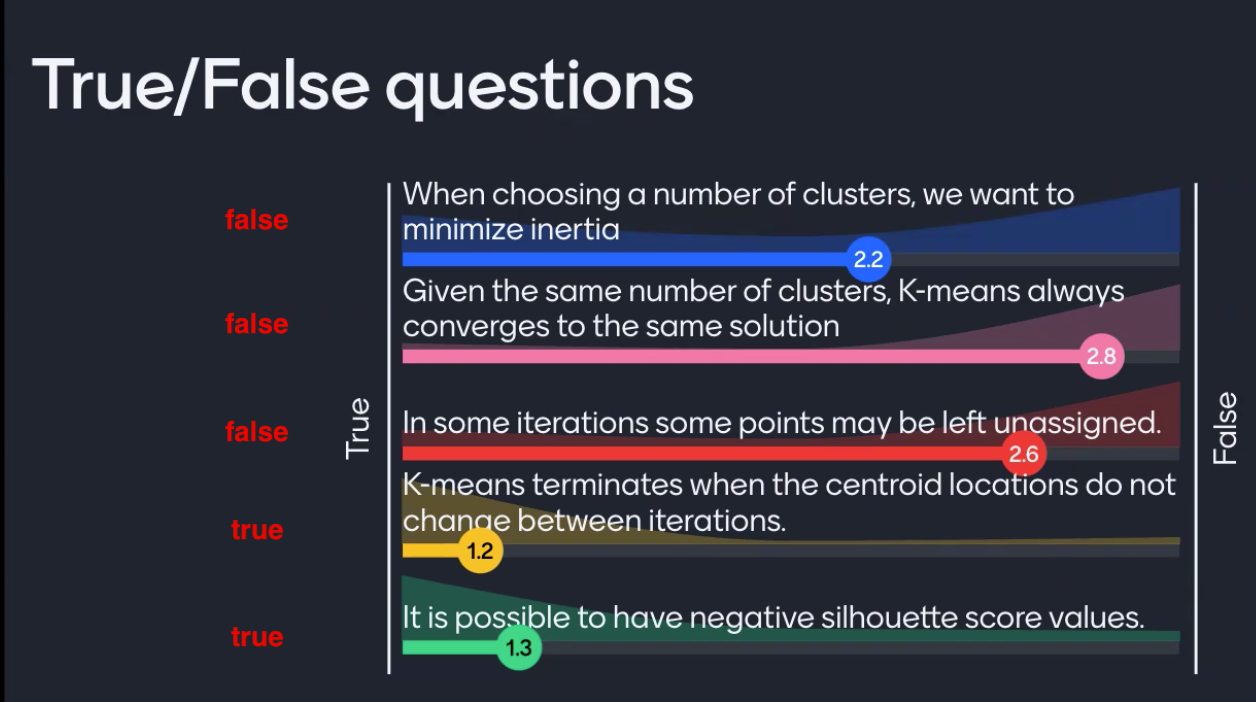 True/False questions
false
When choosing a number of clusters, we want to
minimize inertia
2.2
false
Given the same number of clusters, K-means always
converges to the same solution
2.8
True
False
false
In some iterations some points may be left unassigned.
2.6
true
K-means terminates when the centroid locations do not
change between iterations.
1.2
true
It is possible to have negative silhouette score values.
1.3